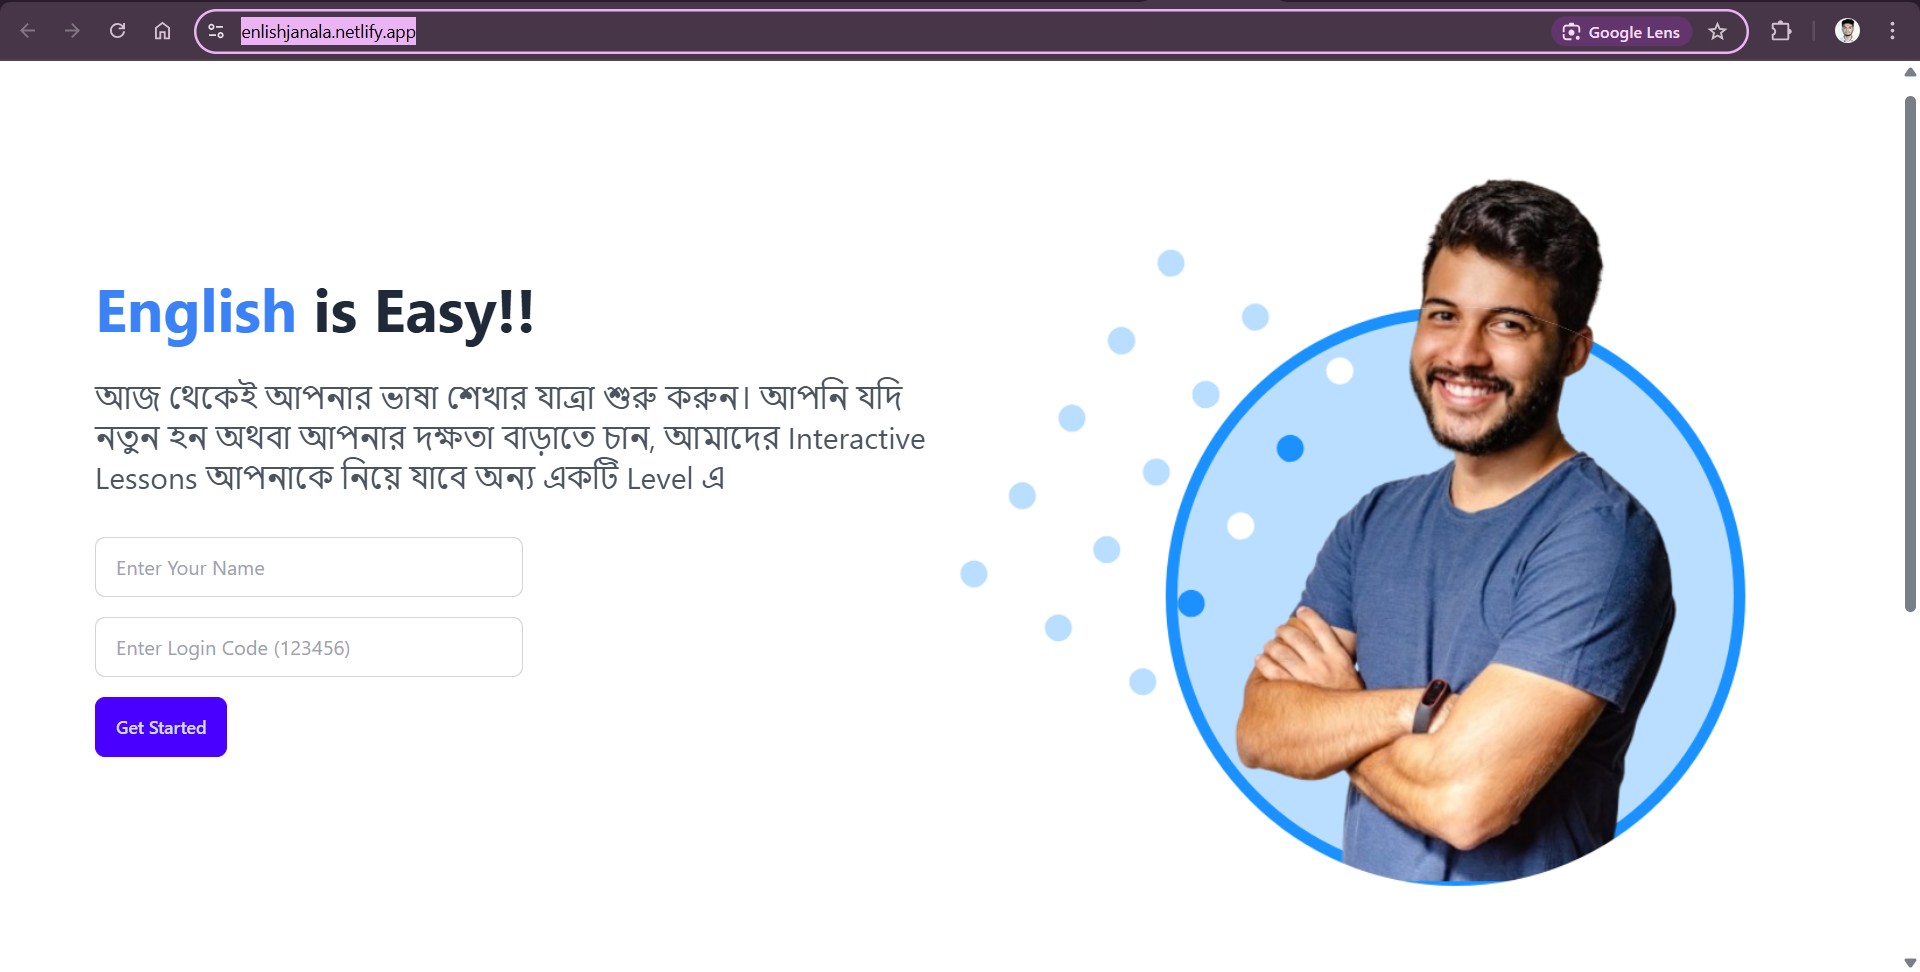 enlishjanala.netlify.app
Google Lens
English is Easy!!
আজ থেকেই আপনার ভাষা শেখার যাত্রা শুরু করুন। আপনি যদি
নতুন হন অথবা আপনার দক্ষতা বাড়াতে চান, আমাদের Interactive
Lessons আপনাকে নিয়ে যাবে অন্য একটি Level এ
Enter Your Name
Enter Login Code (123456)
Get Started